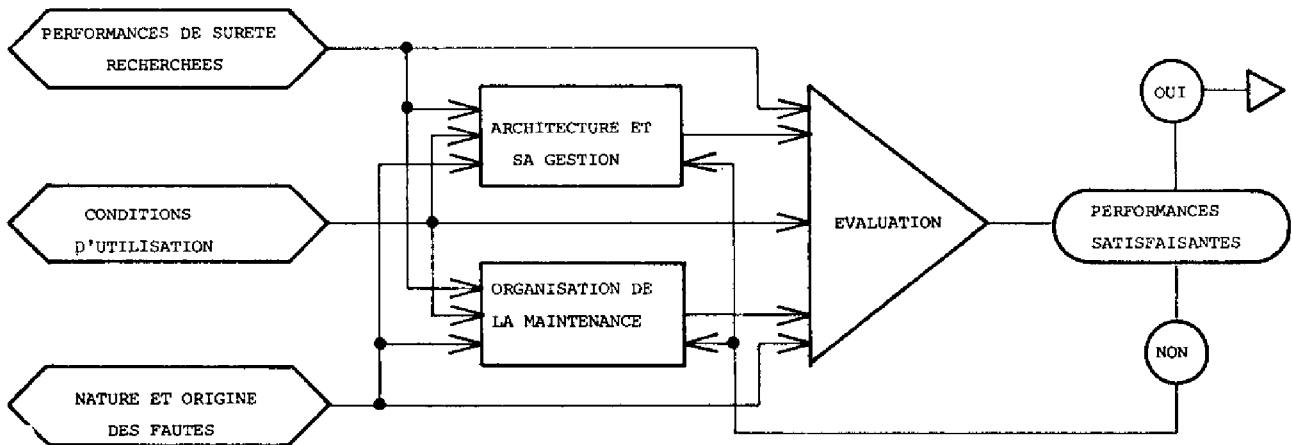 PERFORMANCES DE SURETE
RECHERCHEES
ARCHITECTURE ET
SA GESTION
CONDITIONS
D'UTILISATION
ORGANISATION DE
LA MAINTENANCE
NATURE ET ORIGINE
DES FAUTES
EVALUATION
OUI
PERFORMANCES
SATISFAISANTES
NON